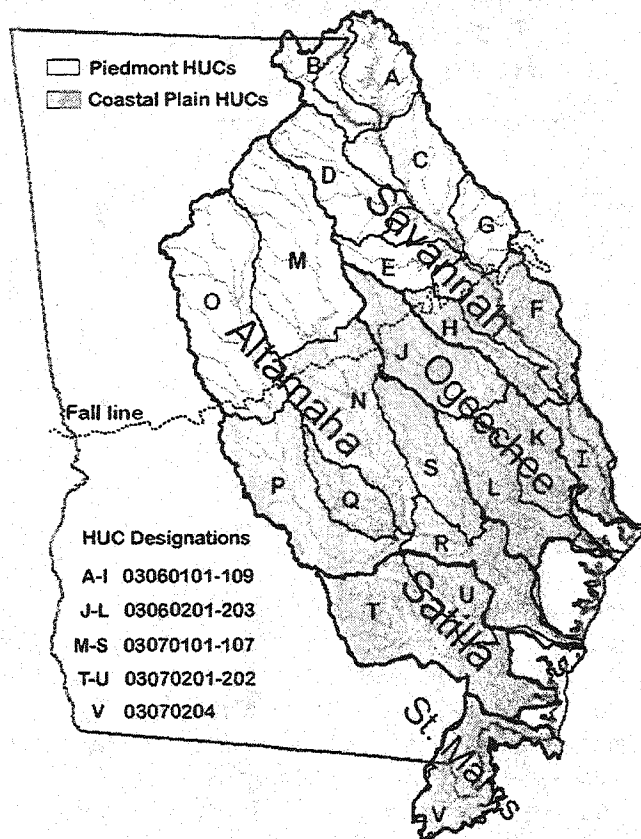 Piedmont HUCs
Coastal Plain HUCs
B
A
C
D
G
Savannah
E
M
O
F
H
J
Altamaha
Ogeechee
N
Fall line
K
I
S
L
P
Q
R
HUC Designations
A-I 03060101-109
J-L 03060201-203
M-S 03070101-107
T-U 03070201-202
V 03070204
T
U
Satilla
St. Marys
V